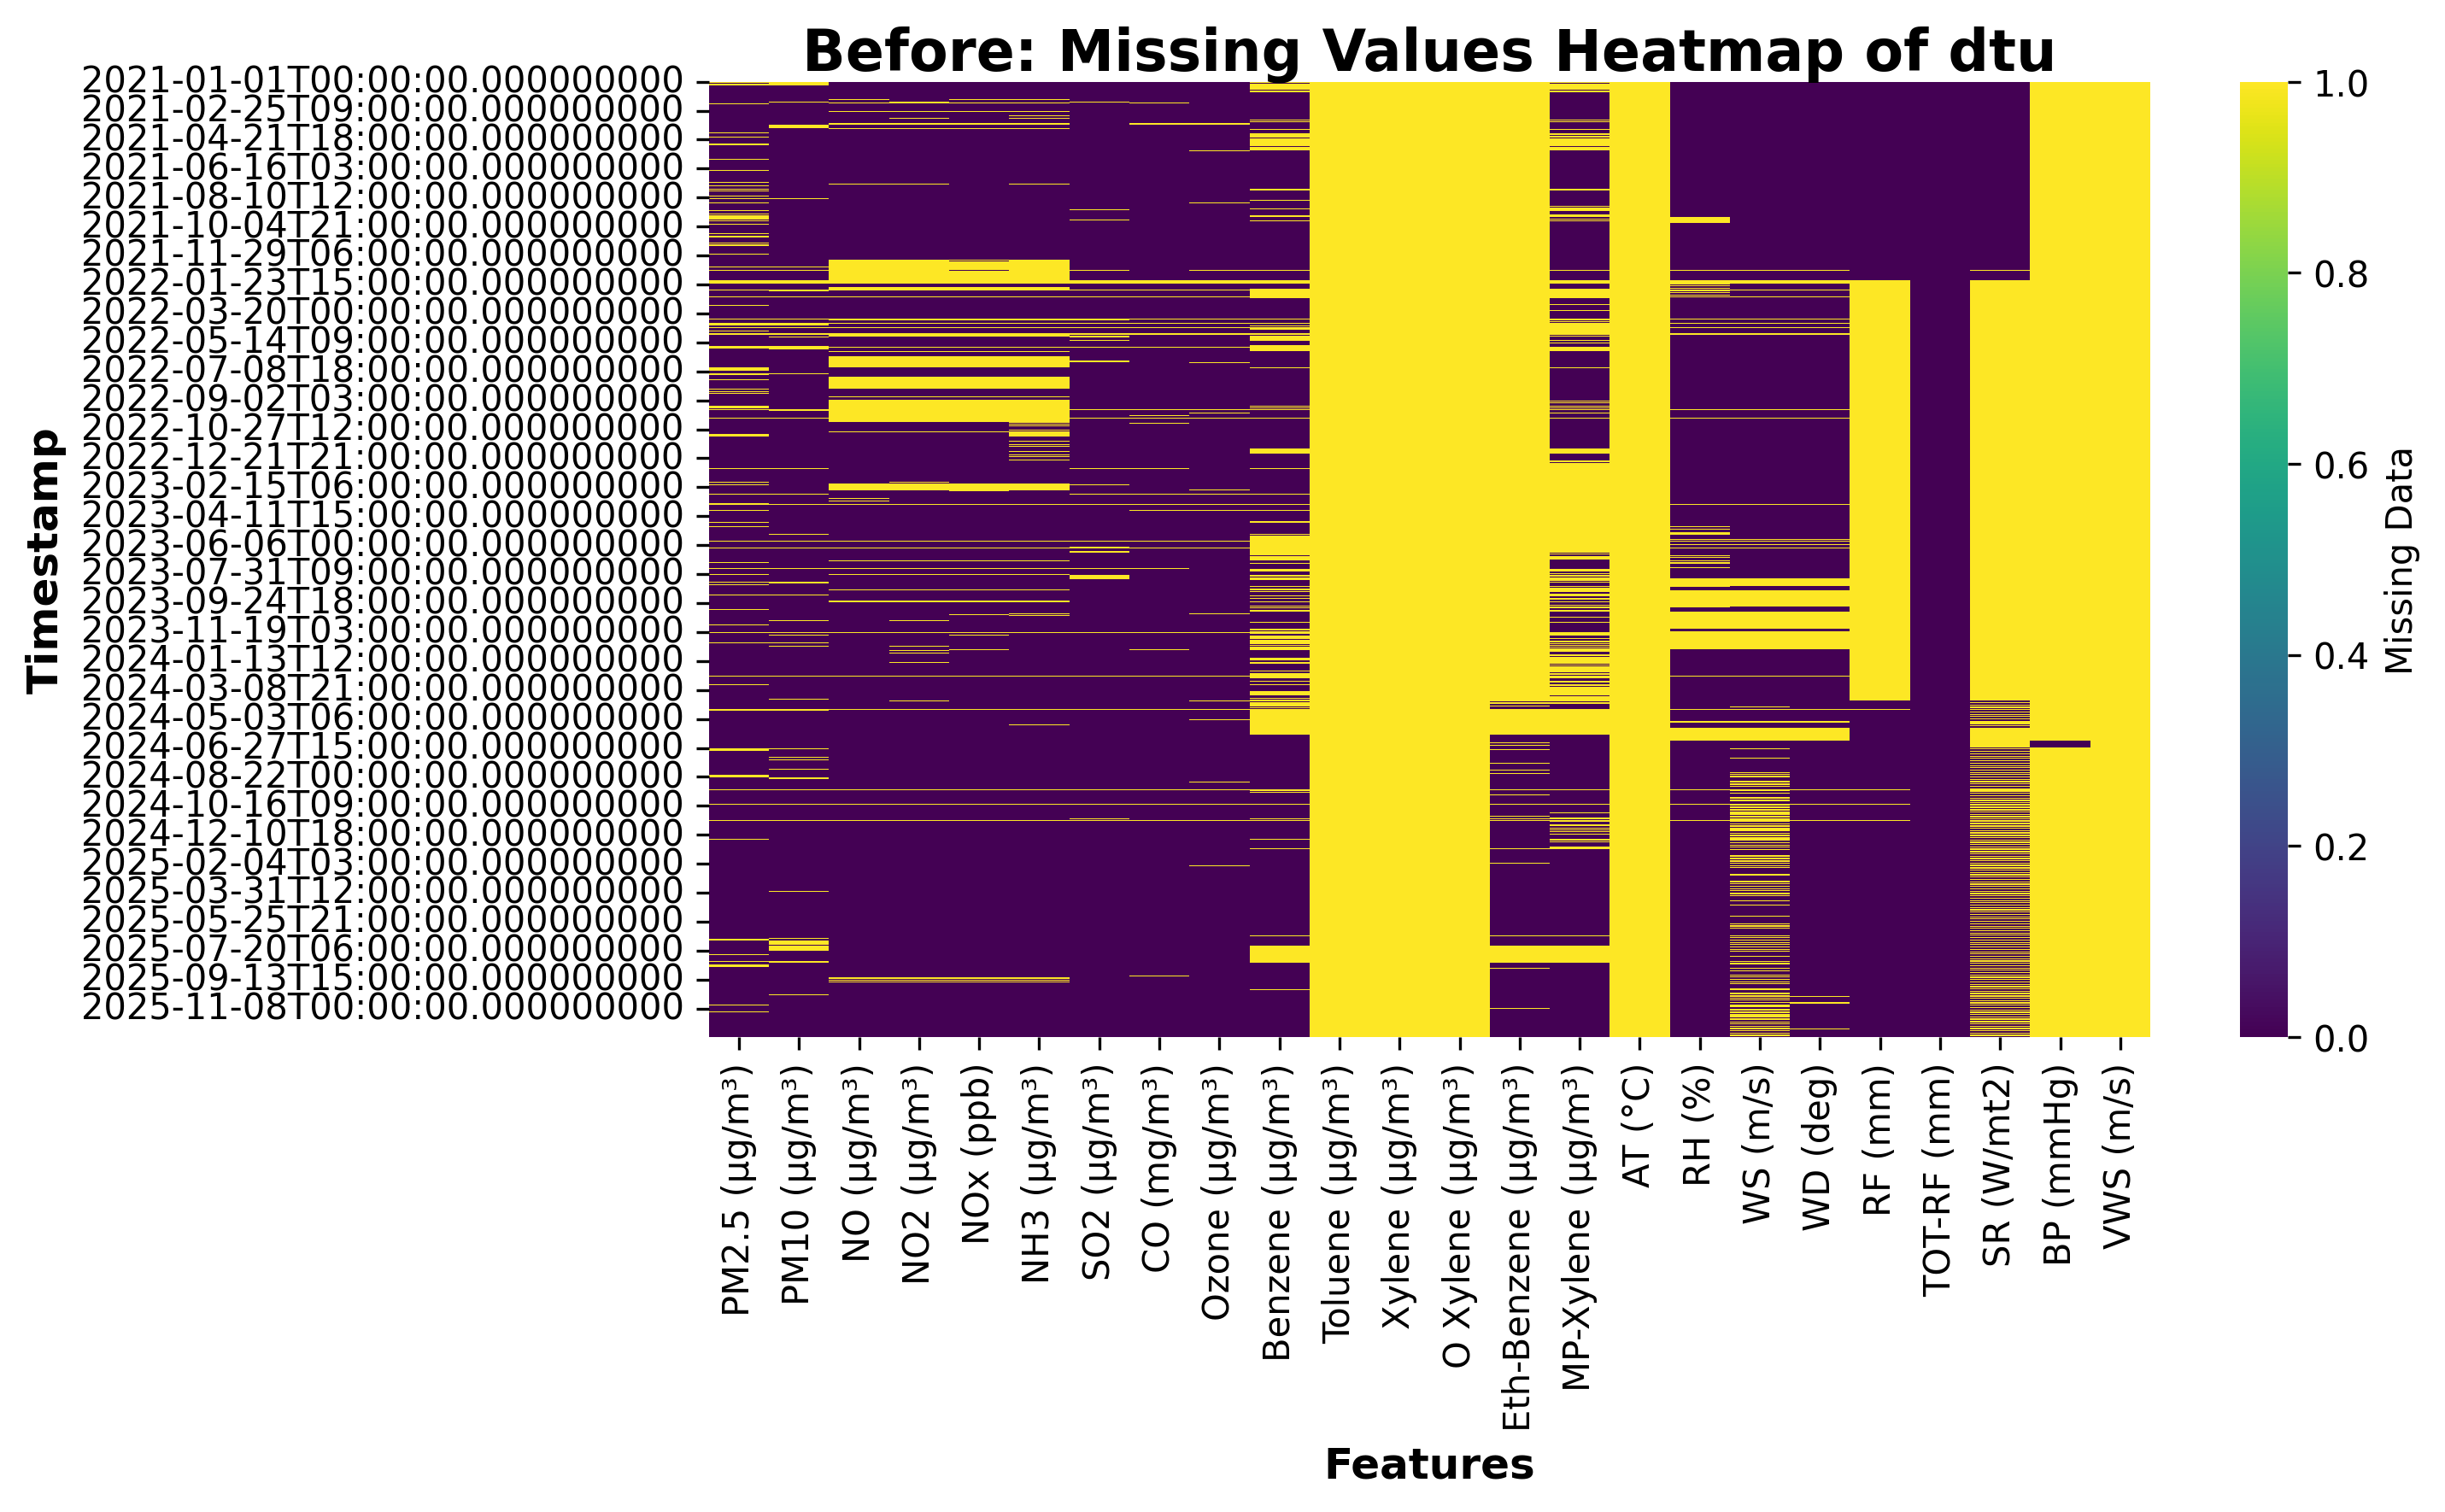 Before: Missing Values Heatmap of dtu
2021-01-01T00:00:00.000000000
2021-02-25T09:00:00.000000000
2021-04-21T18:00:00.000000000
2021-06-16T03:00:00.000000000
2021-08-10T12:00:00.000000000
2021-10-04T21:00:00.000000000
2021-11-29T06:00:00.000000000
2022-01-23T15:00:00.000000000
2022-03-20T00:00:00.000000000
2022-05-14T09:00:00.000000000
2022-07-08T18:00:00.000000000
2022-09-02T03:00:00.000000000
2022-10-27T12:00:00.000000000
2022-12-21T21:00:00.000000000
2023-02-15T06:00:00.000000000
2023-04-11T15:00:00.000000000
2023-06-06T00:00:00.000000000
2023-07-31T09:00:00.000000000
2023-09-24T18:00:00.000000000
2023-11-19T03:00:00.000000000
2024-01-13T12:00:00.000000000
2024-03-08T21:00:00.000000000
2024-05-03T06:00:00.000000000
2024-06-27T15:00:00.000000000
2024-08-22T00:00:00.000000000
2024-10-16T09:00:00.000000000
2024-12-10T18:00:00.000000000
2025-02-04T03:00:00.000000000
2025-03-31T12:00:00.000000000
2025-05-25T21:00:00.000000000
2025-07-20T06:00:00.000000000
2025-09-13T15:00:00.000000000
2025-11-08T00:00:00.000000000
Timestamp
PM2.5 (µg/m³)
PM10 (µg/m³)
NO (µg/m³)
NO2 (µg/m³)
NOx (ppb)
NH3 (µg/m³)
SO2 (µg/m³)
CO (mg/m³)
Ozone (µg/m³)
Benzene (µg/m³)
Toluene (µg/m³)
Xylene (µg/m³)
O Xylene (µg/m³)
Eth-Benzene (µg/m³)
MP-Xylene (µg/m³)
AT (°C)
RH (%)
WS (m/s)
WD (deg)
RF (mm)
TOT-RF (mm)
SR (W/mt2)
BP (mmHg)
VWS (m/s)
Features
1.0
0.8
0.6
0.4
0.2
0.0
Missing Data